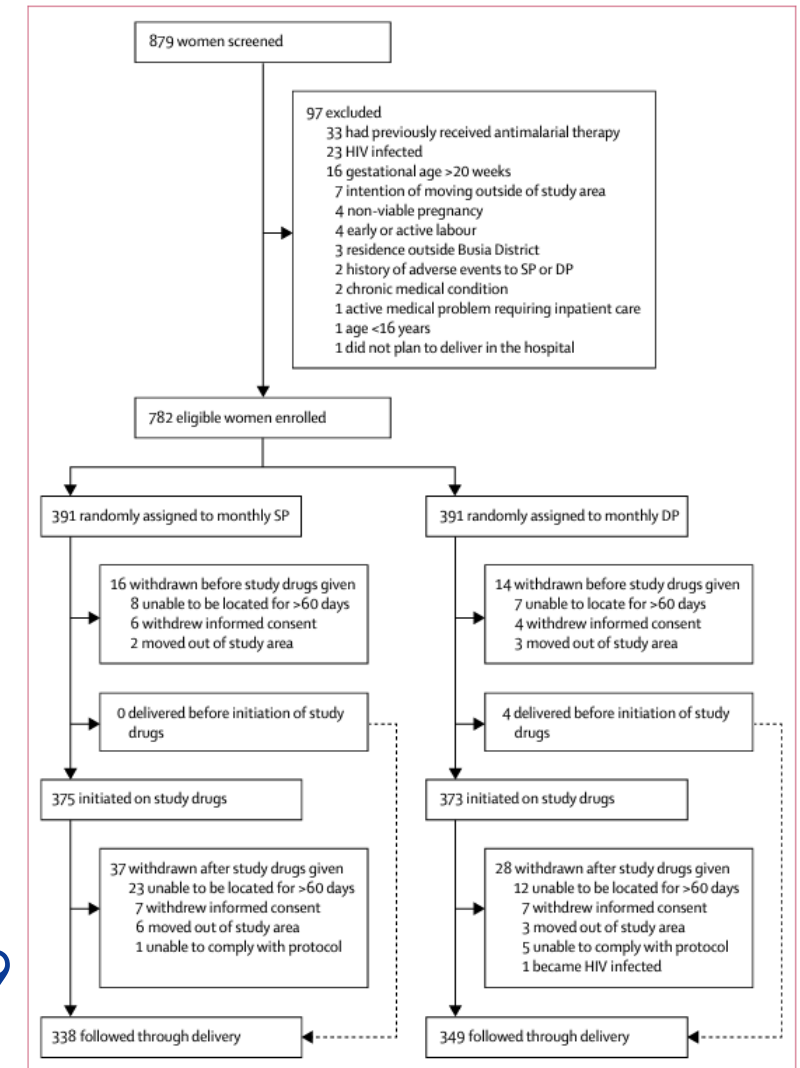 879 women screened
97 excluded
33 had previously received antimalarial therapy
23 HIV infected
16 gestational age >20 weeks
7 intention of moving outside of study area
4 non-viable pregnancy
4 early or active labour
3 residence outside Busia District
2 history of adverse events to SP or DP
2 chronic medical condition
1 active medical problem requiring inpatient care
1 age <16 years
1 did not plan to deliver in the hospital
782 eligible women enrolled
391 randomly assigned to monthly SP
391 randomly assigned to monthly DP
16 withdrawn before study drugs given
8 unable to be located for >60 days
6 withdrew informed consent
2 moved out of study area
14 withdrawn before study drugs given
7 unable to locate for >60 days
4 withdrew informed consent
3 moved out of study area
0 delivered before initiation of study
drugs
4 delivered before initiation of study
drugs
375 initiated on study drugs
373 initiated on study drugs
37 withdrawn after study drugs given
23 unable to be located for >60 days
7 withdrew informed consent
6 moved out of study area
1 unable to comply with protocol
28 withdrawn after study drugs given
12 unable to be located for >60 days
7 withdrew informed consent
3 moved out of study area
5 unable to comply with protocol
1 became HIV infected
338 followed through delivery
349 followed through delivery